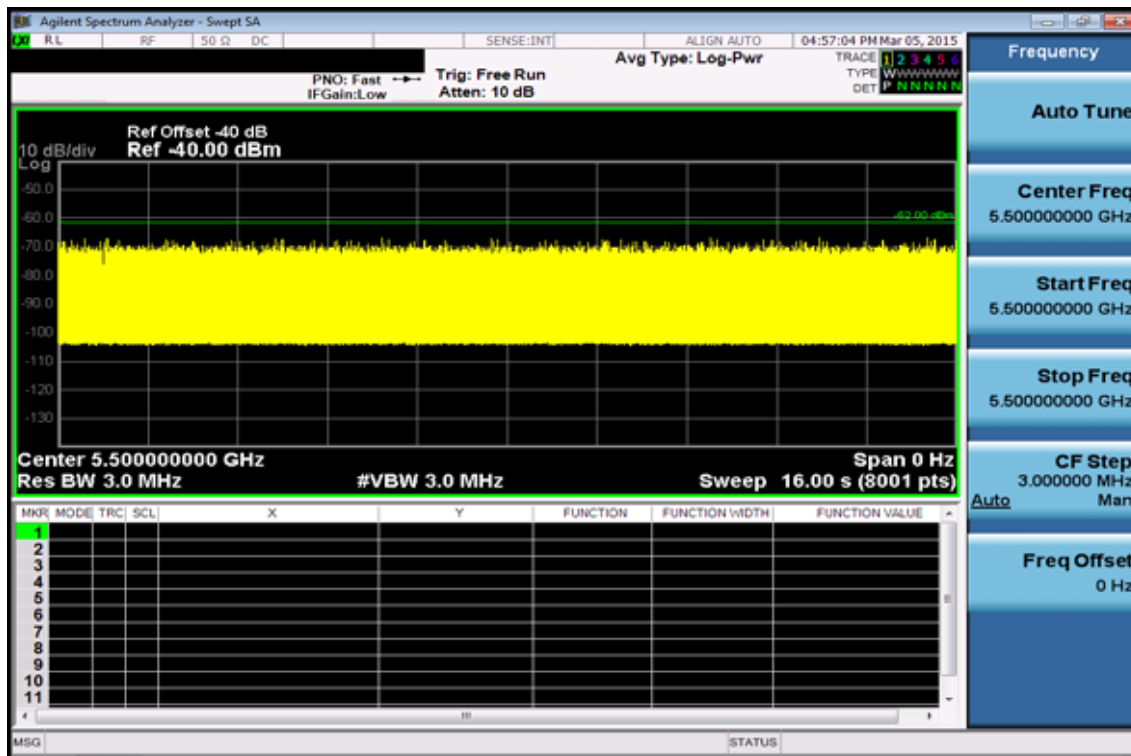 Agilent Spectrum Analyzer - Swept SA
RL RF 50 Ω DC SENSE:INT ALIGN AUTO 04:57:04 PM Mar 05, 2015
PNO: Fast
IFGain:Low
Trig: Free Run
Atten: 10 dB
Avg Type: Log-Pwr
TRACE 1 2 3 4 5 6
TYPE WWWWWW
DET P N N N N N
Ref Offset -40 dB
10 dB/div Ref -40.00 dBm
Log
-50.0
-60.0
-62.00 dBm
-70.0
-80.0
-90.0
-100
-110
-120
-130
Center 5.500000000 GHz Span 0 Hz
Res BW 3.0 MHz #VBW 3.0 MHz Sweep 16.00 s (8001 pts)
MKR MODE TRC SCL X Y FUNCTION FUNCTION WIDTH FUNCTION VALUE
1
2
3
4
5
6
7
8
9
10
11
MSG STATUS
Frequency
Auto Tune
Center Freq
5.500000000 GHz
Start Freq
5.500000000 GHz
Stop Freq
5.500000000 GHz
CF Step
3.000000 MHz
Auto Man
Freq Offset
0 Hz